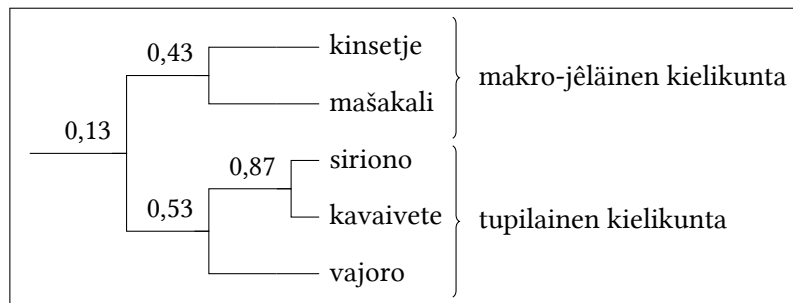 0,43 kinsetje
makro-jêläinen kielikunta
mašakali
0,13
0,87 siriono
0,53
kavaivete
tupilainen kielikunta
vajoro